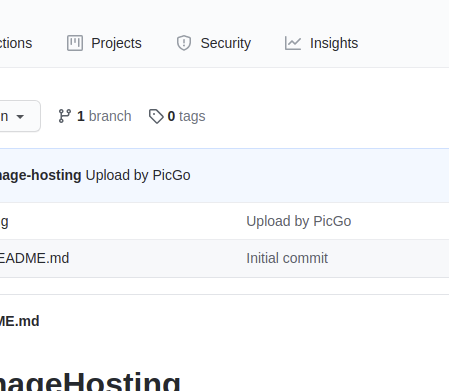 ctions Projects Security Insights
n 1 branch 0 tags
nage-hosting Upload by PicGo
g Upload by PicGo
EADME.md Initial commit
ME.md
nageHosting